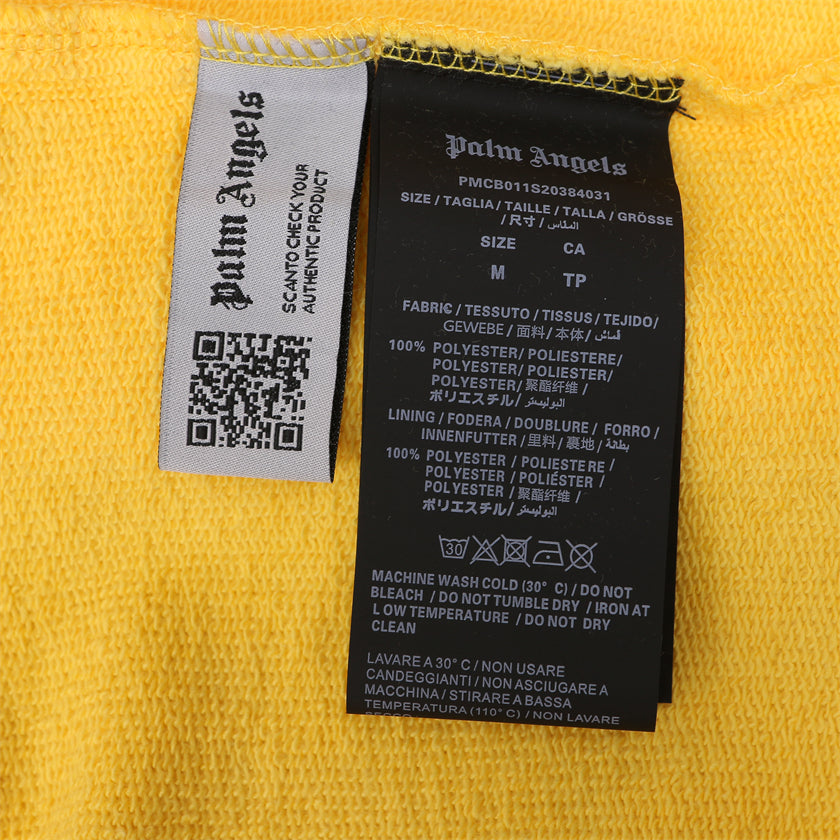 Palm Angels
SCAN TO CHECK YOUR
AUTHENTIC PRODUCT
Palm Angels
PMCB011S20384031
SIZE / TAGLIA / TAILLE / TALLA / GRÖSSE
/ 尺寸 / المقاس
SIZE CA
M TP
FABRIC / TESSUTO / TISSUS / TEJIDO/
GEWEBE / 面料 / 本体 / قماش
100% POLYESTER/ POLIESTERE/
POLYESTER/ POLIESTER/
POLYESTER/聚酯纤维/
ポリエステル/ البوليستر
LINING / FODERA / DOUBLURE / FORRO /
INNENFUTTER / 里料 / 裏地 / بطانة
100% POLYESTER / POLIESTERE /
POLYESTER / POLIÉSTER /
POLYESTER / 聚酯纤维 /
ポリエステル/ البوليستر
30
MACHINE WASH COLD (30° C) / DO NOT
BLEACH / DO NOT TUMBLE DRY / IRON AT
LOW TEMPERATURE / DO NOT DRY
CLEAN
LAVARE A 30° C / NON USARE
CANDEGGIANTI / NON ASCIUGARE A
MACCHINA / STIRARE A BASSA
TEMPERATURA (110° C) / NON LAVARE
SECCO